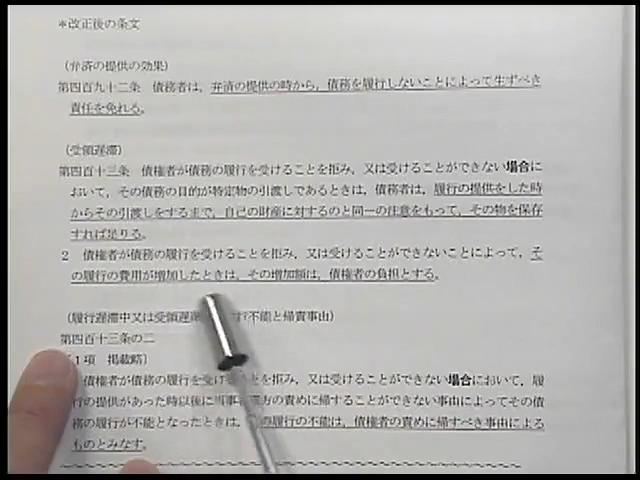 ＊改正後の条文
（弁済の提供の効果）
第四百九十二条　債務者は，弁済の提供の時から，債務を履行しないことによって生ずべき
責任を免れる。
（受領遅滞）
第四百十三条　債権者が債務の履行を受けることを拒み，又は受けることができない場合に
おいて，その債務の目的が特定物の引渡しであるときは，債務者は，履行の提供をした時
からその引渡しをするまで，自己の財産に対するのと同一の注意をもって，その物を保存
すれば足りる。
２　債権者が債務の履行を受けることを拒み，又は受けることができないことによって，そ
の履行の費用が増加したときは，その増加額は，債権者の負担とする。
（履行遅滞中又は受領遅 不能と帰責事由）
第四百十三条の二
１項　掲載略）
債権者が債務の履行を受け とを拒み，又は受けることができない場合において，履
行の提供があった時以後に当事 方の責めに帰することができない事由によってその債
務の履行が不能となったときは， の履行の不能は，債権者の責めに帰すべき事由による
ものとみなす。